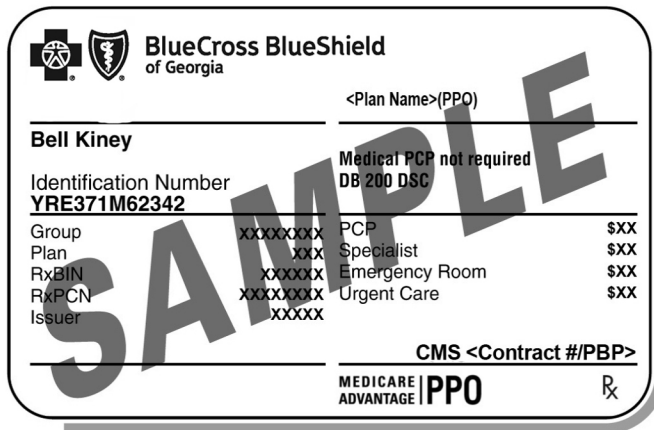 BlueCross BlueShield
of Georgia
<Plan Name>(PPO)
Bell Kiney
Medical PCP not required
DB 200 DSC
Identification Number
YRE371M62342
Group XXXXXXXX
Plan XXX
RxBIN XXXXXX
RxPCN XXXXXXXX
Issuer XXXXX
PCP $XX
Specialist $XX
Emergency Room $XX
Urgent Care $XX
CMS <Contract #/PBP>
MEDICARE
ADVANTAGE PPO
Rx
SAMPLE